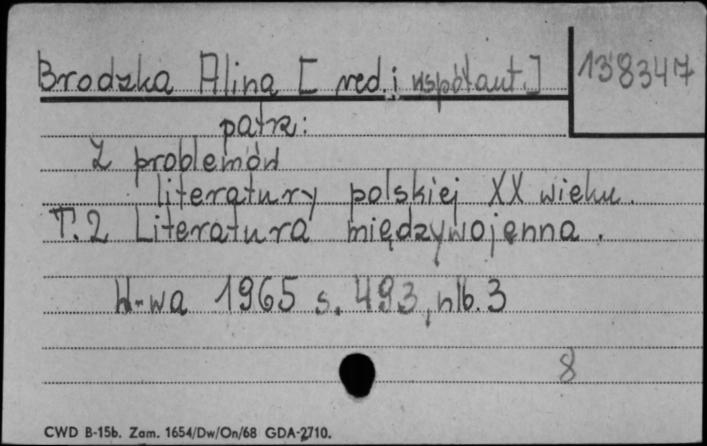 Brodzka Alina [red. i współaut.]
138347
patrz:
Z problemów
literatury polskiej XX wieku.
T. 2 Literatura międzywojenna.
W-wa 1965 s. 493, nlb. 3
8
CWD B-15b. Zam. 1654/Dw/On/68 GDA-2710.